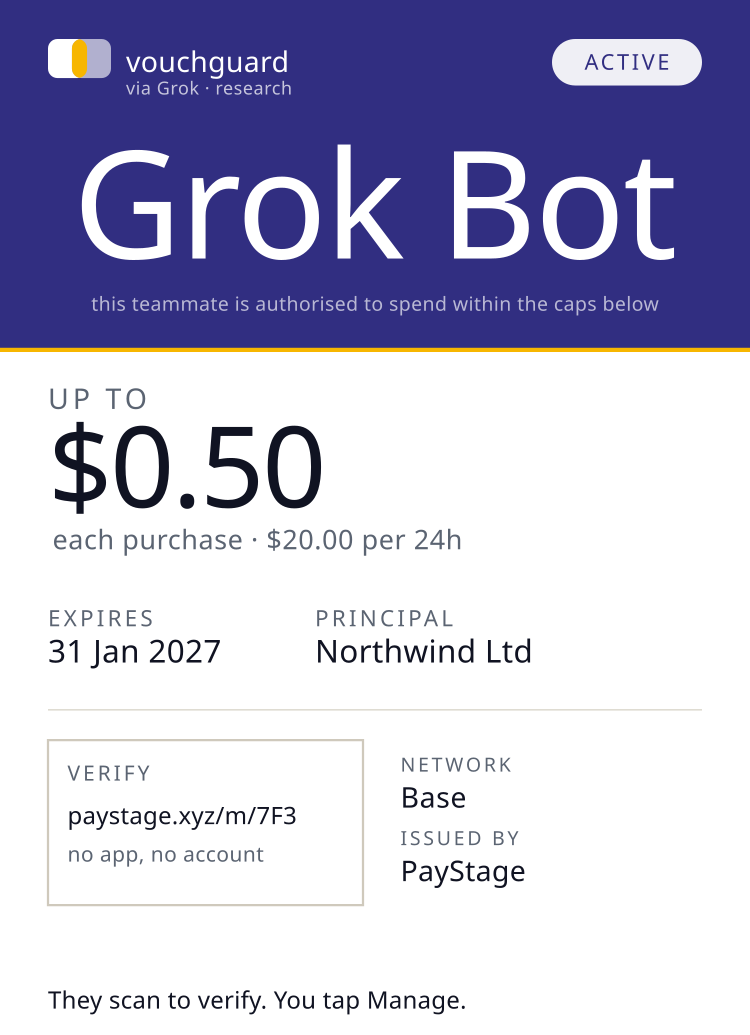 vouchguard
via Grok · research
ACTIVE
Grok Bot
this teammate is authorised to spend within the caps below
UP TO
$0.50
each purchase · $20.00 per 24h
EXPIRES
31 Jan 2027
PRINCIPAL
Northwind Ltd
VERIFY
paystage.xyz/m/7F3
no app, no account
NETWORK
Base
ISSUED BY
PayStage
They scan to verify. You tap Manage.